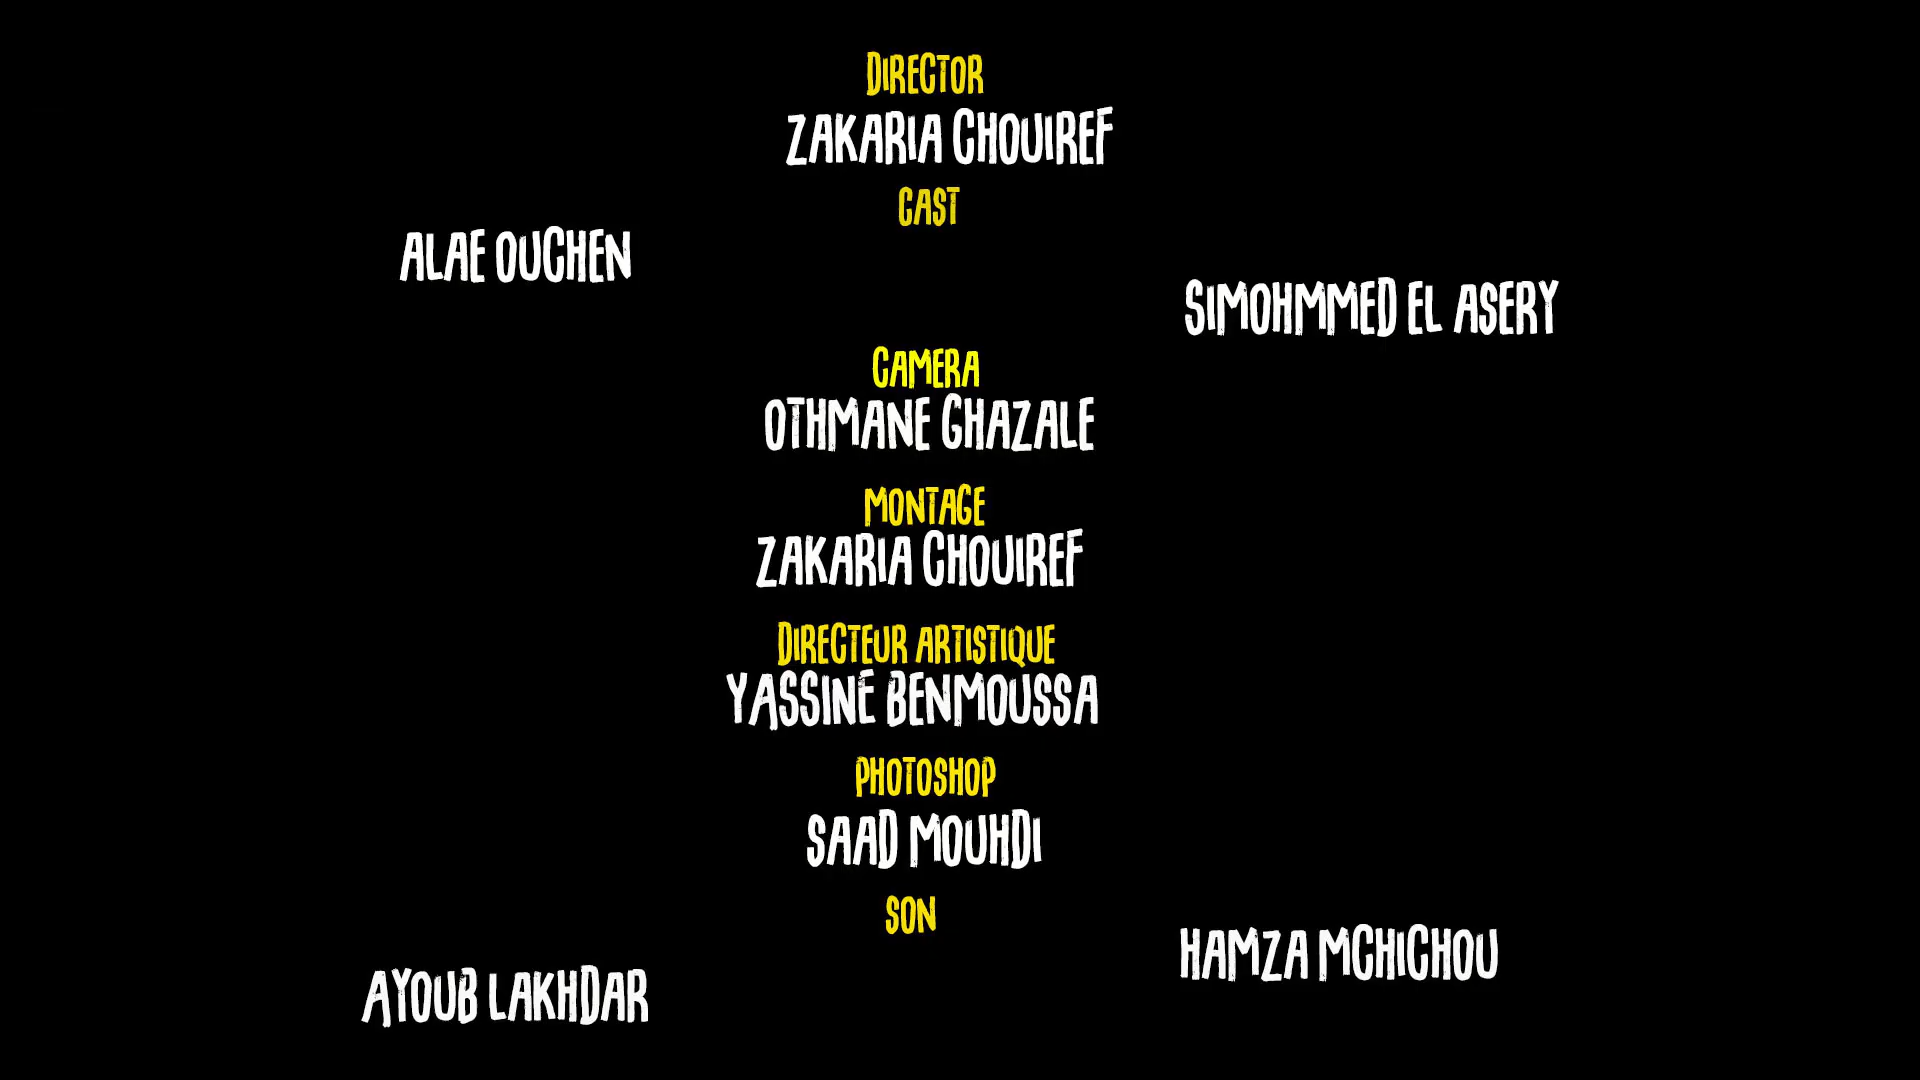 DIRECTOR
ZAKARIA CHOUIREF
CAST
ALAE OUCHEN
SIMOHMMED EL ASERY
CAMERA
OTHMANE GHAZALE
MONTAGE
ZAKARIA CHOUIREF
DIRECTEUR ARTISTIQUE
YASSINE BENMOUSSA
PHOTOSHOP
SAAD MOUHDI
SON
HAMZA MCHICHOU
AYOUB LAKHDAR